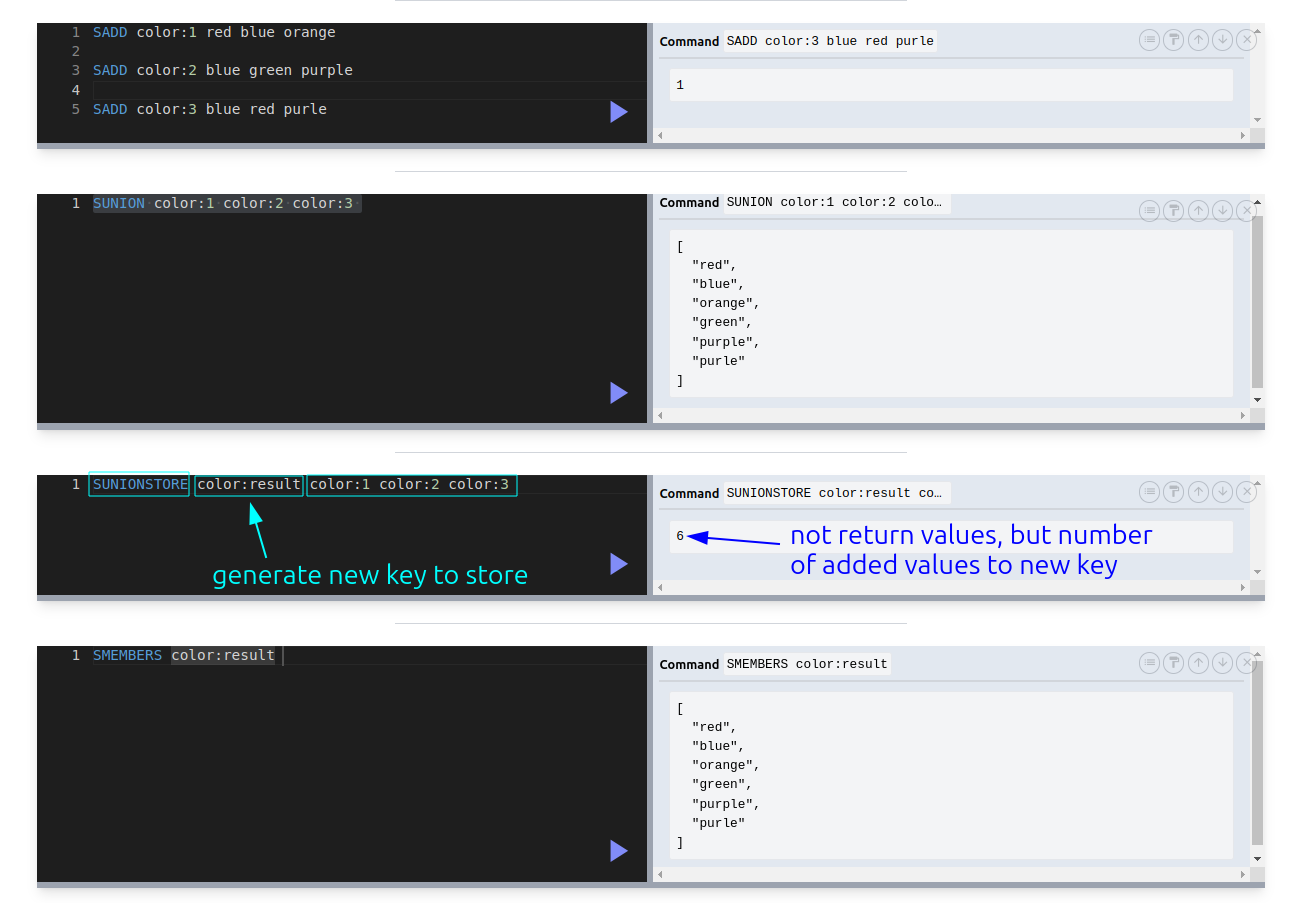 1 SADD color:1 red blue orange
2
3 SADD color:2 blue green purple
4
5 SADD color:3 blue red purle
Command SADD color:3 blue red purle
1
1 SUNION color:1 color:2 color:3
Command SUNION color:1 color:2 colo…
[
"red",
"blue",
"orange",
"green",
"purple",
"purle"
]
1 SUNIONSTORE color:result color:1 color:2 color:3
generate new key to store
Command SUNIONSTORE color:result co…
6
not return values, but number
of added values to new key
1 SMEMBERS color:result
Command SMEMBERS color:result
[
"red",
"blue",
"orange",
"green",
"purple",
"purle"
]